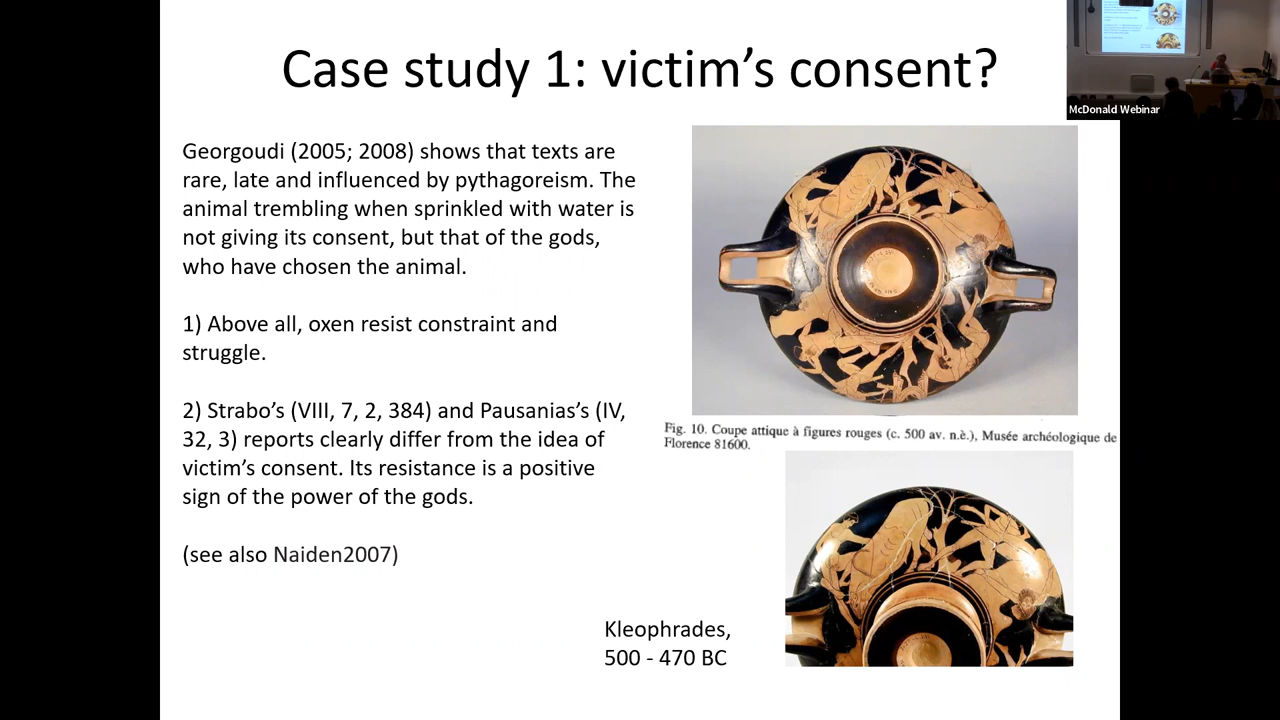 Case study 1: victim’s consent?
McDonald Webinar
Georgoudi (2005; 2008) shows that texts are
rare, late and influenced by pythagoreism. The
animal trembling when sprinkled with water is
not giving its consent, but that of the gods,
who have chosen the animal.
1) Above all, oxen resist constraint and
struggle.
2) Strabo’s (VIII, 7, 2, 384) and Pausanias’s (IV,
32, 3) reports clearly differ from the idea of
victim’s consent. Its resistance is a positive
sign of the power of the gods.
(see also Naiden2007)
Fig. 10. Coupe attique à figures rouges (c. 500 av. n.è.), Musée archéologique de
Florence 81600.
Kleophrades,
500 - 470 BC